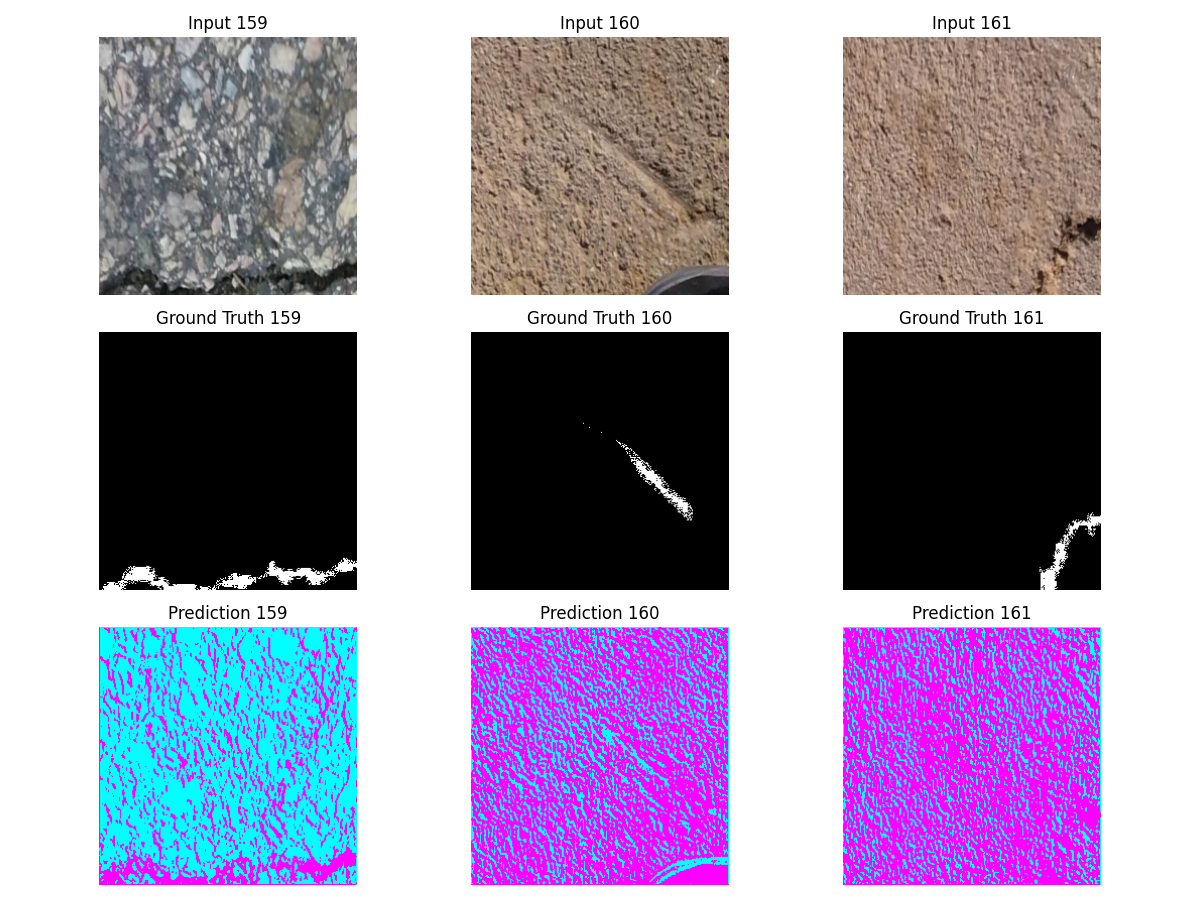 Input 159
Input 160
Input 161
Ground Truth 159
Ground Truth 160
Ground Truth 161
Prediction 159
Prediction 160
Prediction 161